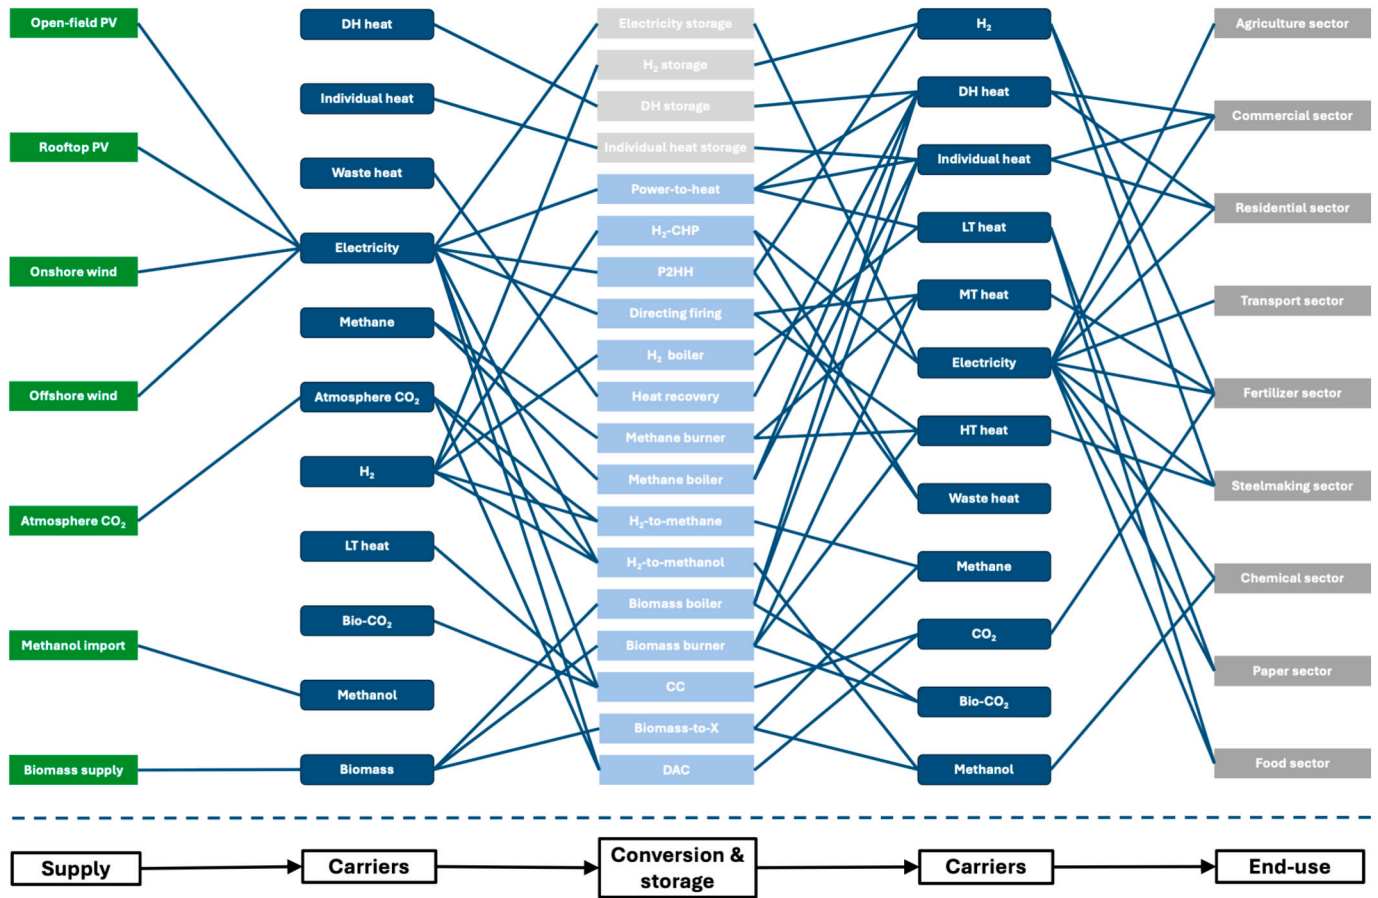 Open-field PV
Rooftop PV
Onshore wind
Offshore wind
Atmosphere CO₂
Methanol import
Biomass supply
DH heat
Individual heat
Waste heat
Electricity
Methane
Atmosphere CO₂
H₂
LT heat
Bio-CO₂
Methanol
Biomass
Electricity storage
H₂ storage
DH storage
Individual heat storage
Power-to-heat
H₂-CHP
P2HH
Directing firing
H₂ boiler
Heat recovery
Methane burner
Methane boiler
H₂-to-methane
H₂-to-methanol
Biomass boiler
Biomass burner
CC
Biomass-to-X
DAC
H₂
DH heat
Individual heat
LT heat
MT heat
Electricity
HT heat
Waste heat
Methane
CO₂
Bio-CO₂
Methanol
Agriculture sector
Commercial sector
Residential sector
Transport sector
Fertilizer sector
Steelmaking sector
Chemical sector
Paper sector
Food sector
Supply
Carriers
Conversion &
storage
Carriers
End-use